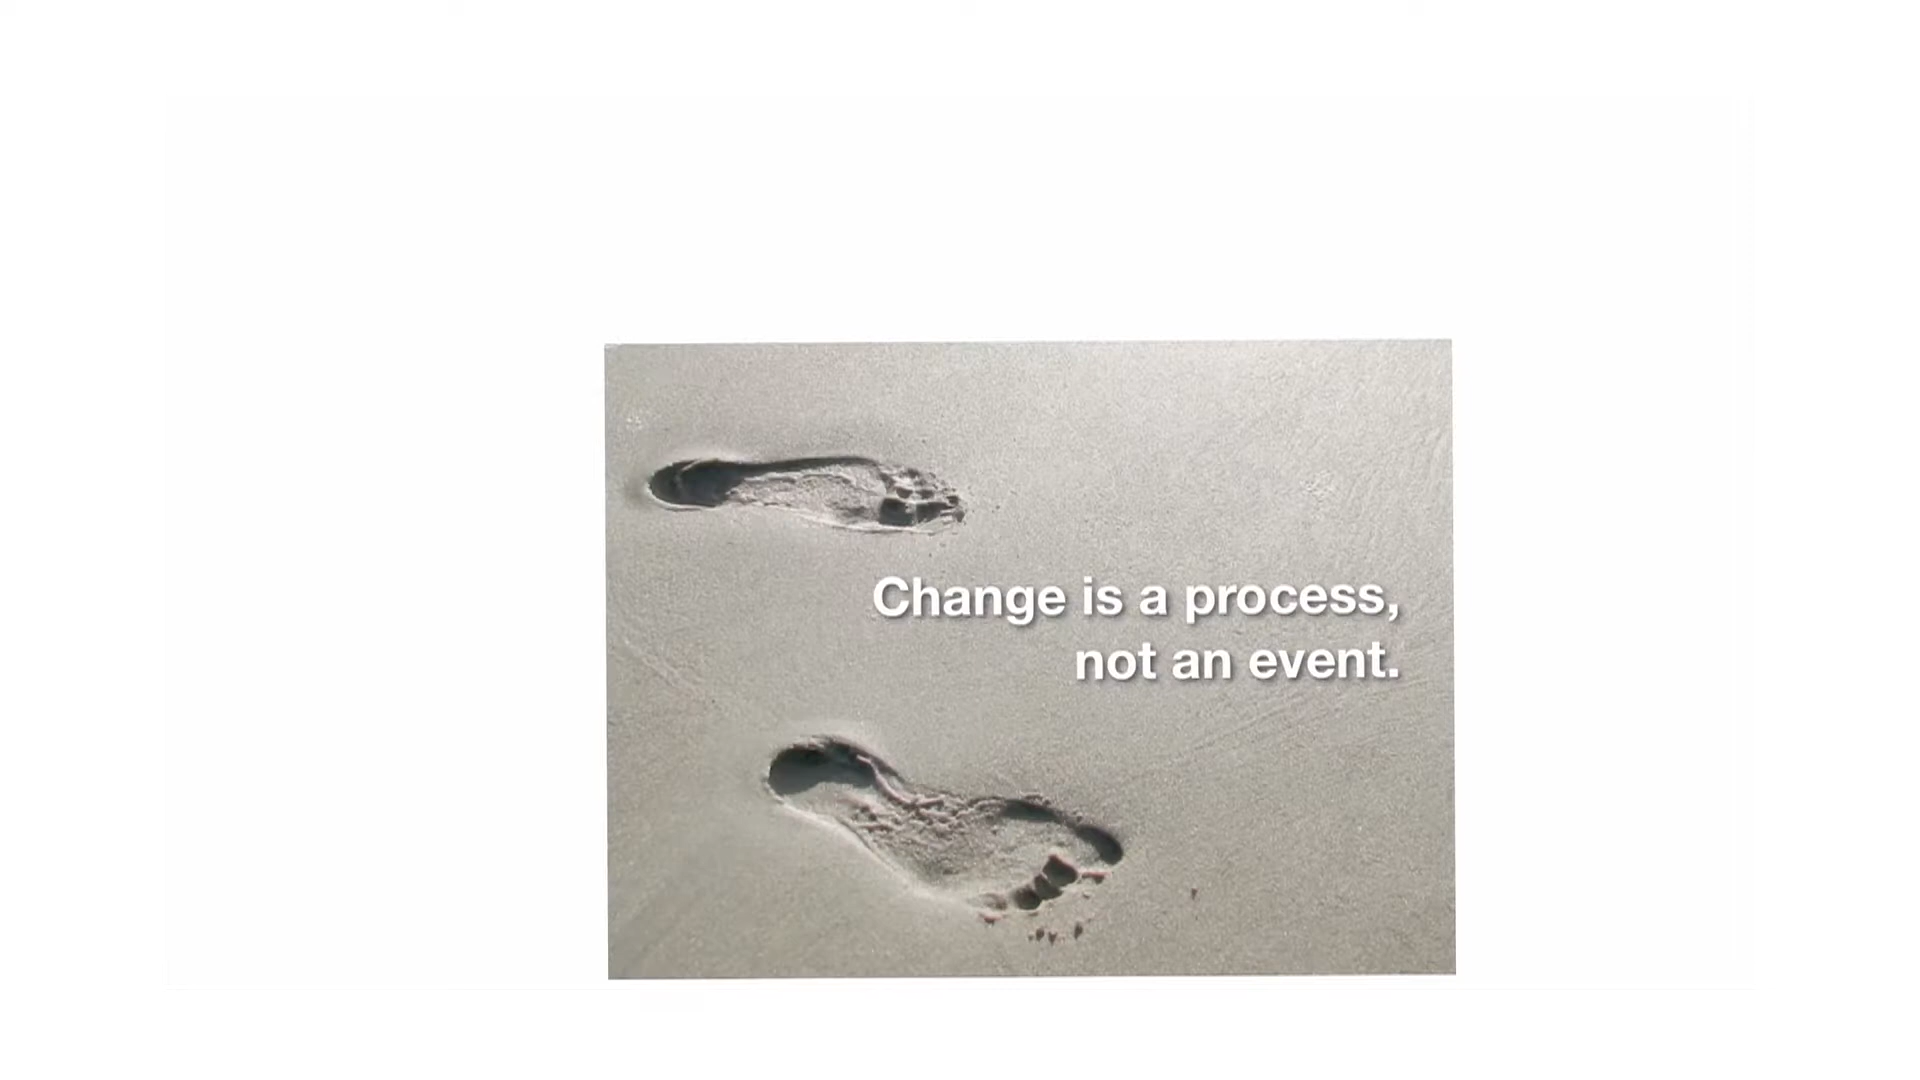 Change is a process,
not an event.